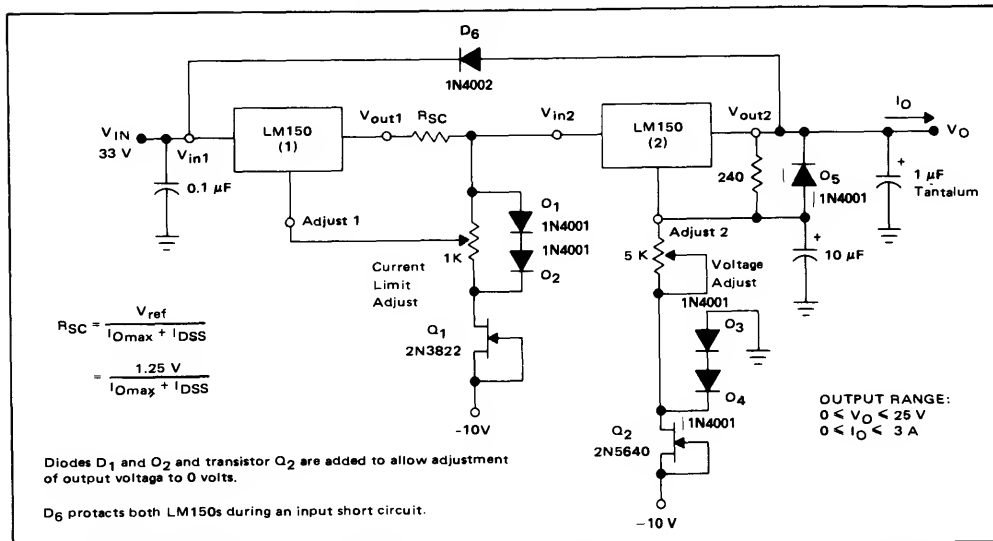 D6
1N4002
VIN
33 V
Vin1
0.1 µF
LM150
(1)
Vout1
RSC
Vin2
LM150
(2)
Vout2
IO
VO
Adjust 1
1K
Current
Limit
Adjust
O1
1N4001
1N4001
O2
240
O5
1N4001
+
1 µF
Tantalum
Adjust 2
+
10 µF
5 K
Voltage
Adjust
1N4001
O3
O4
1N4001
Q1
2N3822
-10V
Q2
2N5640
-10 V
RSC = Vref / IOmax + IDSS
= 1.25 V / IOmax + IDSS
OUTPUT RANGE:
0 ⩽ VO ⩽ 25 V
0 ⩽ IO ⩽ 3 A
Diodes D1 and O2 and transistor Q2 are added to allow adjustment
of output voltaga to 0 volts.
D6 protacts both LM150s during an input short circuit.